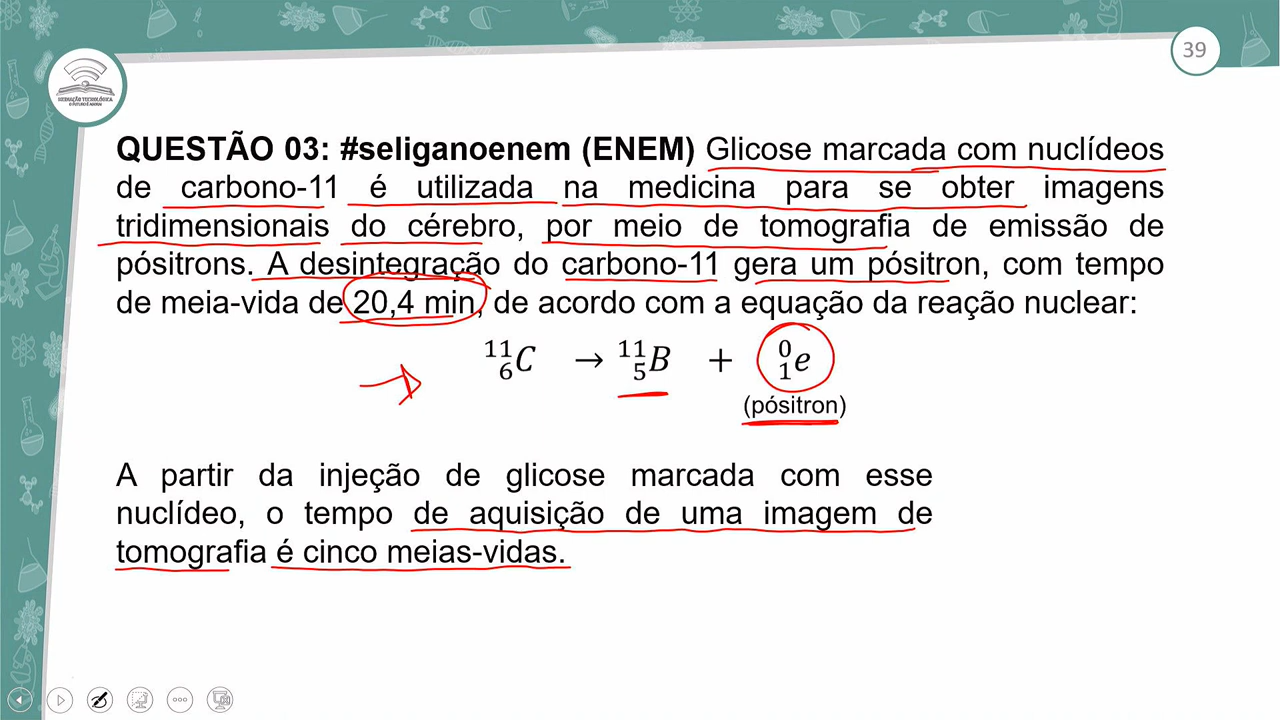 39
MEDIAÇÃO TECNOLÓGICA
O FUTURO É AGORA
QUESTÃO 03: #seliganoenem (ENEM) Glicose marcada com nuclídeos
de carbono-11 é utilizada na medicina para se obter imagens
tridimensionais do cérebro, por meio de tomografia de emissão de
pósitrons. A desintegração do carbono-11 gera um pósitron, com tempo
de meia-vida de 20,4 min, de acordo com a equação da reação nuclear:
¹¹₆C → ¹¹₅B + ⁰₁e
(pósitron)
A partir da injeção de glicose marcada com esse
nuclídeo, o tempo de aquisição de uma imagem de
tomografia é cinco meias-vidas.